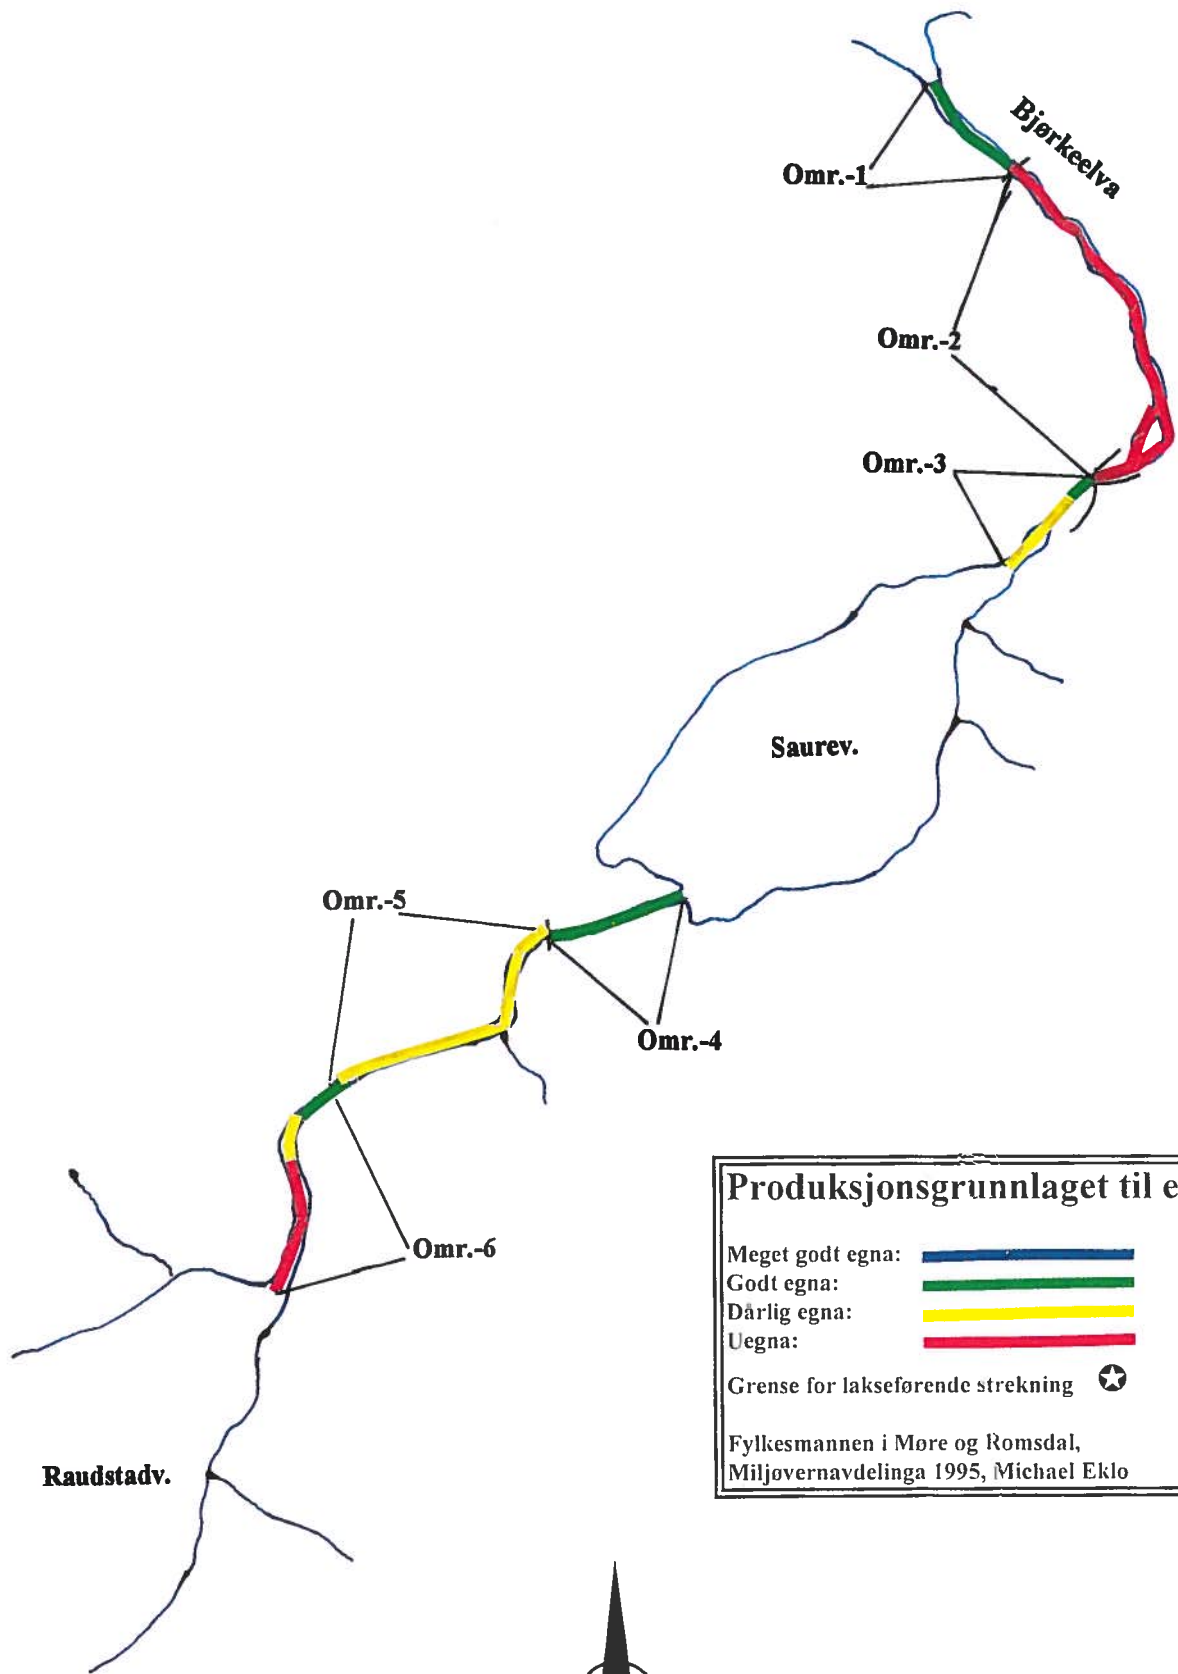 Bjørkeelva
Omr.-1
Omr.-2
Omr.-3
Saurev.
Omr.-5
Omr.-4
Omr.-6
Raudstadv.
Produksjonsgrunnlaget til e
Meget godt egna:
Godt egna:
Dårlig egna:
Uegna:
Grense for lakseførende strekning
Fylkesmannen i Møre og Romsdal,
Miljøvernavdelinga 1995, Michael Eklo